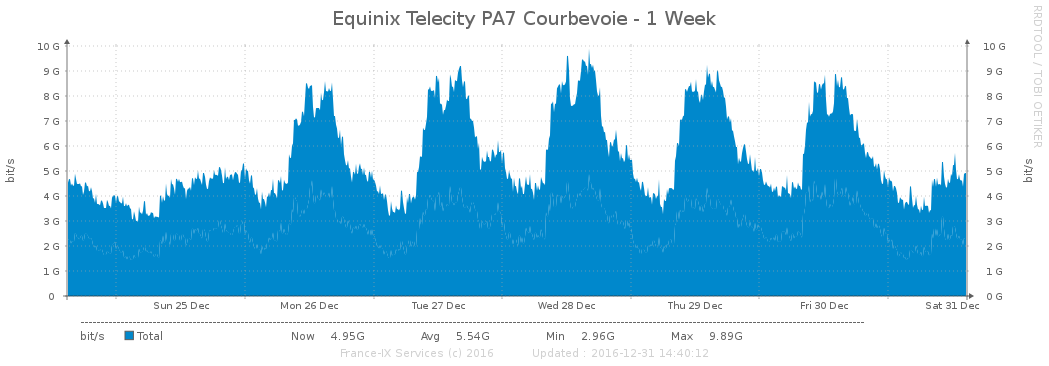 Equinix Telecity PA7 Courbevoie - 1 Week
RRDTOOL / TOBI OETIKER
bit/s
10 G
9 G
8 G
7 G
6 G
5 G
4 G
3 G
2 G
1 G
0
10 G
9 G
8 G
7 G
6 G
5 G
4 G
3 G
2 G
1 G
0 G
bit/s
Sun 25 Dec Mon 26 Dec Tue 27 Dec Wed 28 Dec Thu 29 Dec Fri 30 Dec Sat 31 Dec
bit/s Total Now 4.95G Avg 5.54G Min 2.96G Max 9.89G
France-IX Services (c) 2016 Updated : 2016-12-31 14:40:12